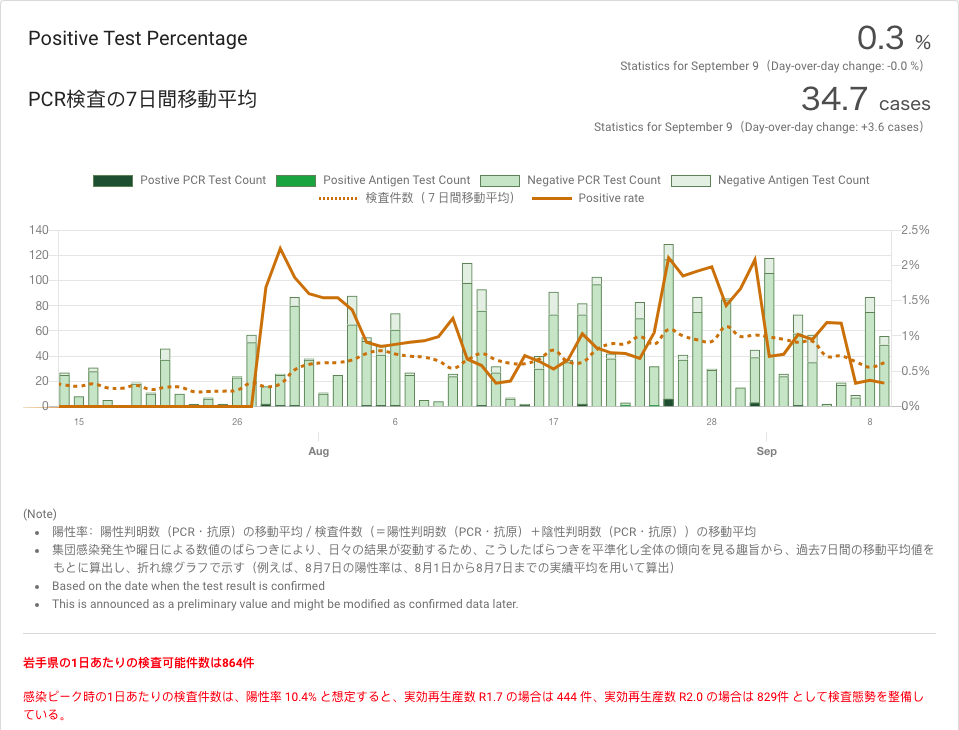 Positive Test Percentage
0.3 %
Statistics for September 9（Day-over-day change: -0.0 %）
PCR検査の7日間移動平均
34.7 cases
Statistics for September 9（Day-over-day change: +3.6 cases）
Postive PCR Test Count Positive Antigen Test Count Negative PCR Test Count Negative Antigen Test Count
検査件数（７日間移動平均） Positive rate
140 2.5%
120 2%
100 1.5%
80
60 1%
40 0.5%
20
0 0%
15 26 6 17 28 8
Aug Sep
(Note)
• 陽性率：陽性判明数（PCR・抗原）の移動平均 / 検査件数（＝陽性判明数（PCR・抗原）＋陰性判明数（PCR・抗原））の移動平均
• 集団感染発生や曜日による数値のばらつきにより、日々の結果が変動するため、こうしたばらつきを平準化し全体の傾向を見る趣旨から、過去7日間の移動平均値を
もとに算出し、折れ線グラフで示す（例えば、8月7日の陽性率は、8月1日から8月7日までの実績平均を用いて算出）
• Based on the date when the test result is confirmed
• This is announced as a preliminary value and might be modified as confirmed data later.
岩手県の1日あたりの検査可能件数は864件
感染ピーク時の1日あたりの検査件数は、陽性率 10.4% と想定すると、実効再生産数 R1.7 の場合は 444 件、実効再生産数 R2.0 の場合は 829件 として検査態勢を整備し
ている。